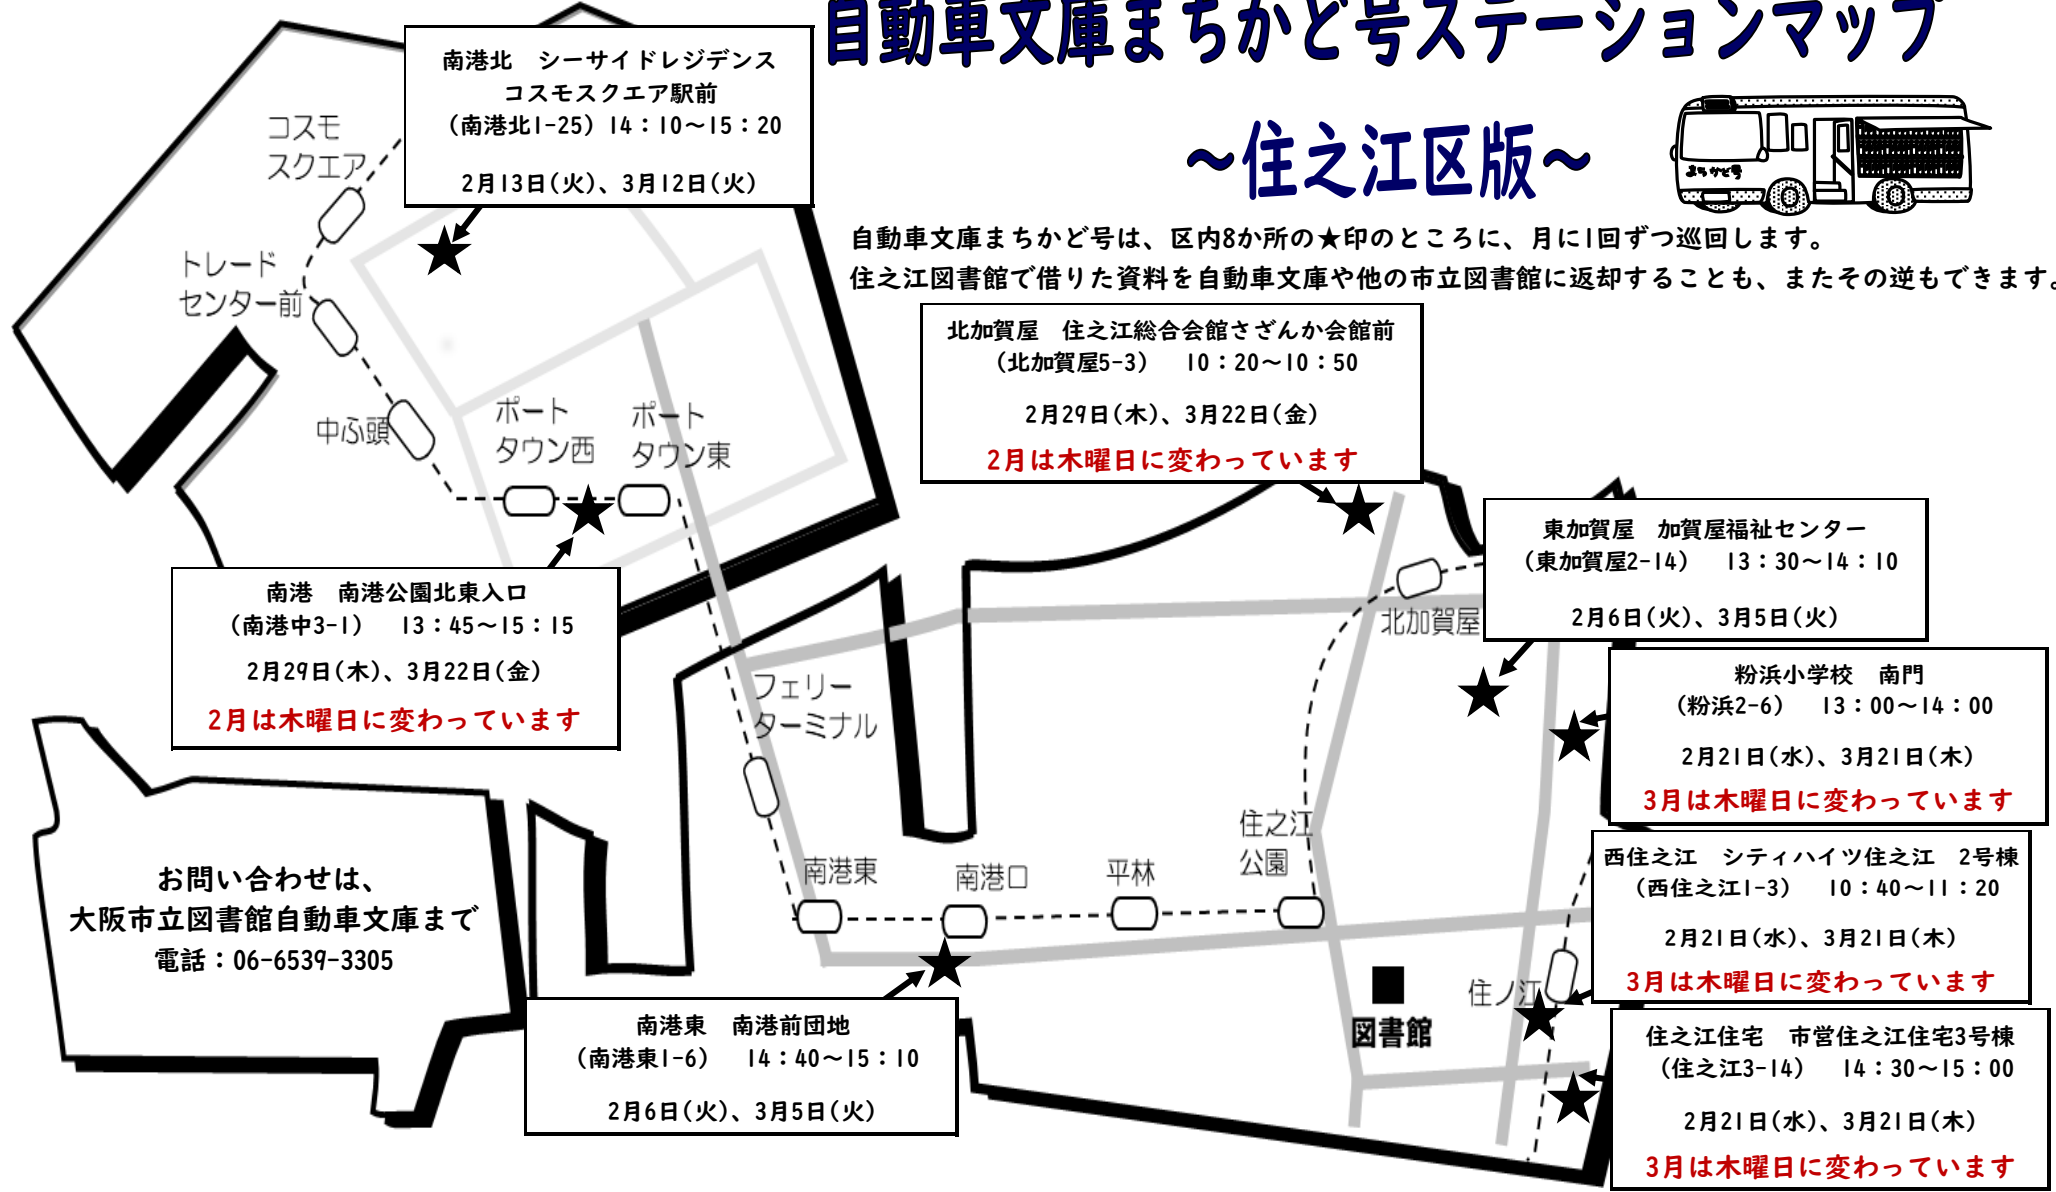 自動車文庫まちかど号ステーションマップ
～住之江区版～
まちかど号
自動車文庫まちかど号は、区内8か所の★印のところに、月に1回ずつ巡回します。
住之江図書館で借りた資料を自動車文庫や他の市立図書館に返却することも、またその逆もできます。
南港北　シーサイドレジデンス
コスモスクエア駅前
（南港北1-25）14：10～15：20
2月13日(火)、3月12日(火)
コスモ
スクエア
トレード
センター前
中ふ頭
ポート
タウン西
ポート
タウン東
北加賀屋　住之江総合会館さざんか会館前
（北加賀屋5-3）　10：20～10：50
2月29日(木)、3月22日(金)
2月は木曜日に変わっています
東加賀屋　加賀屋福祉センター
（東加賀屋2-14）　13：30～14：10
2月6日(火)、3月5日(火)
北加賀屋
南港　南港公園北東入口
（南港中3-1）　13：45～15：15
2月29日(木)、3月22日(金)
2月は木曜日に変わっています
フェリー
ターミナル
粉浜小学校　南門
（粉浜2-6）　13：00～14：00
2月21日(水)、3月21日(木)
3月は木曜日に変わっています
住之江
公園
南港東
南港口
平林
西住之江　シティハイツ住之江　2号棟
（西住之江1-3）　10：40～11：20
2月21日(水)、3月21日(木)
3月は木曜日に変わっています
お問い合わせは、
大阪市立図書館自動車文庫まで
電話：06-6539-3305
住ノ江
図書館
南港東　南港前団地
（南港東1-6）　14：40～15：10
2月6日(火)、3月5日(火)
住之江住宅　市営住之江住宅3号棟
（住之江3-14）　14：30～15：00
2月21日(水)、3月21日(木)
3月は木曜日に変わっています